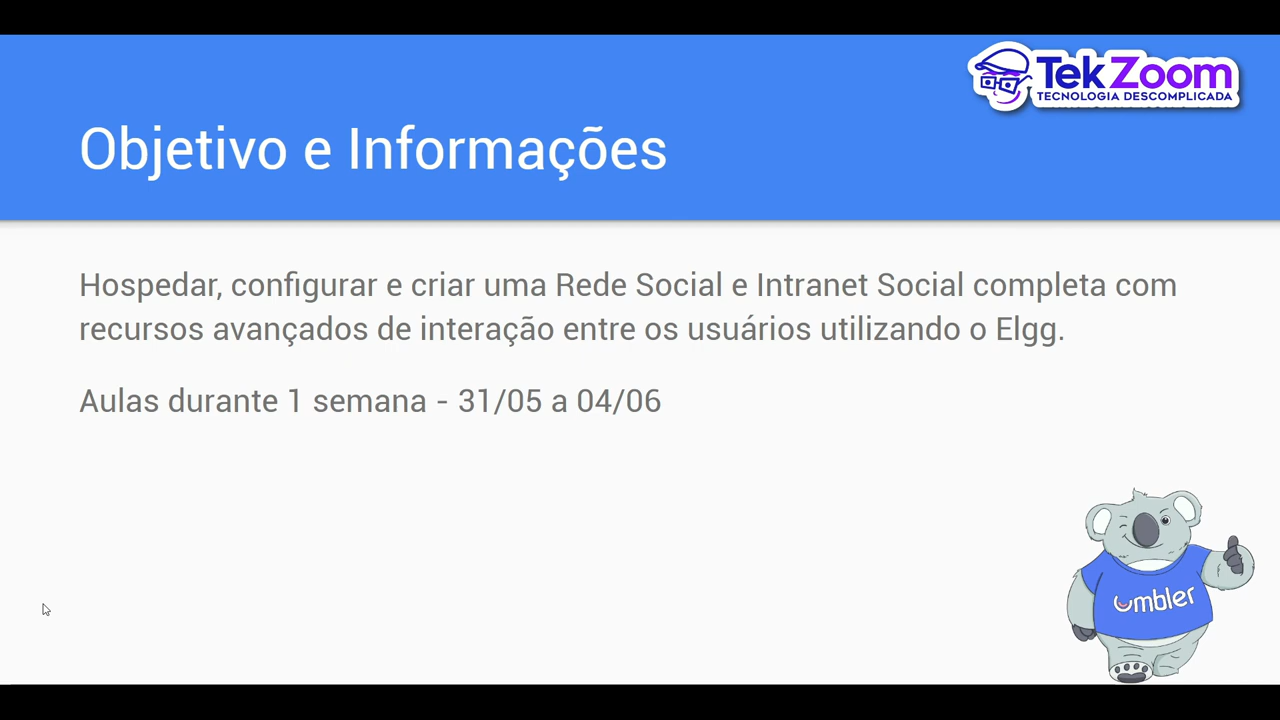 TekZoom
TECNOLOGIA DESCOMPLICADA
Objetivo e Informações
Hospedar, configurar e criar uma Rede Social e Intranet Social completa com
recursos avançados de interação entre os usuários utilizando o Elgg.
Aulas durante 1 semana - 31/05 a 04/06
umbler